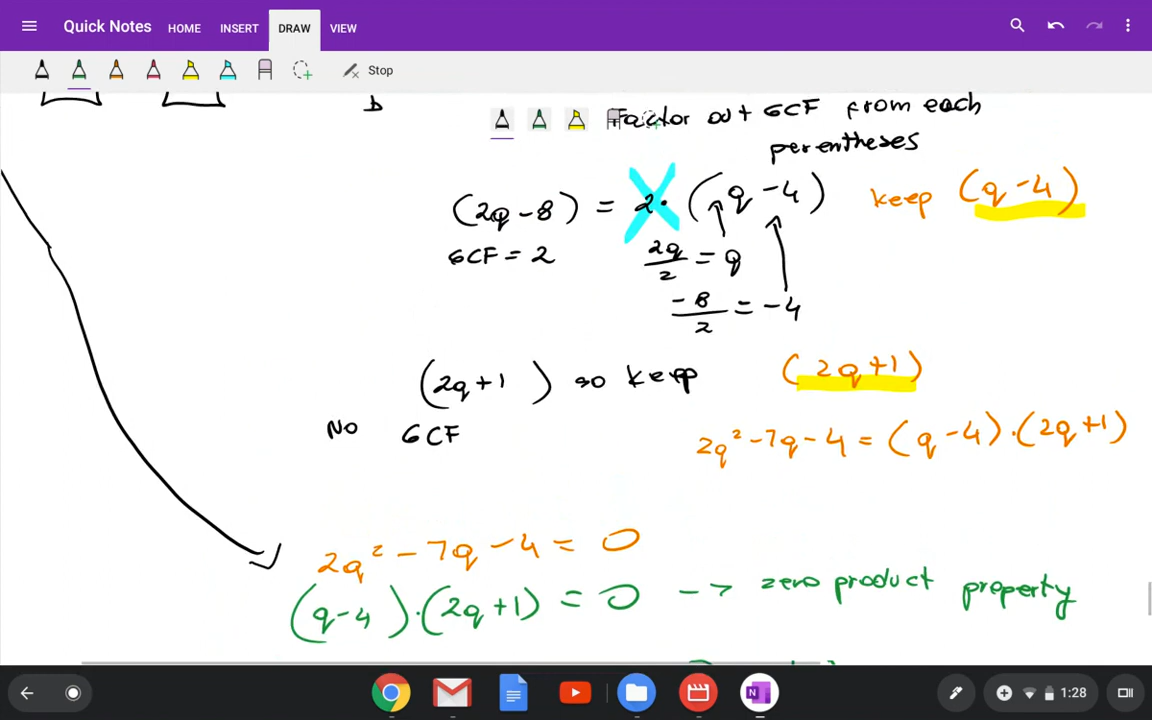 Quick Notes HOME INSERT DRAW VIEW
Stop
Factor out GCF from each
parentheses
(2q-8) = 2·(q-4) keep (q-4)
GCF = 2
2q/2 = q
-8/2 = -4
(2q+1) so keep (2q+1)
No GCF
2q²-7q-4 = (q-4)·(2q+1)
2q²-7q-4 = 0
(q-4)·(2q+1) = 0 -> zero product property
1:28